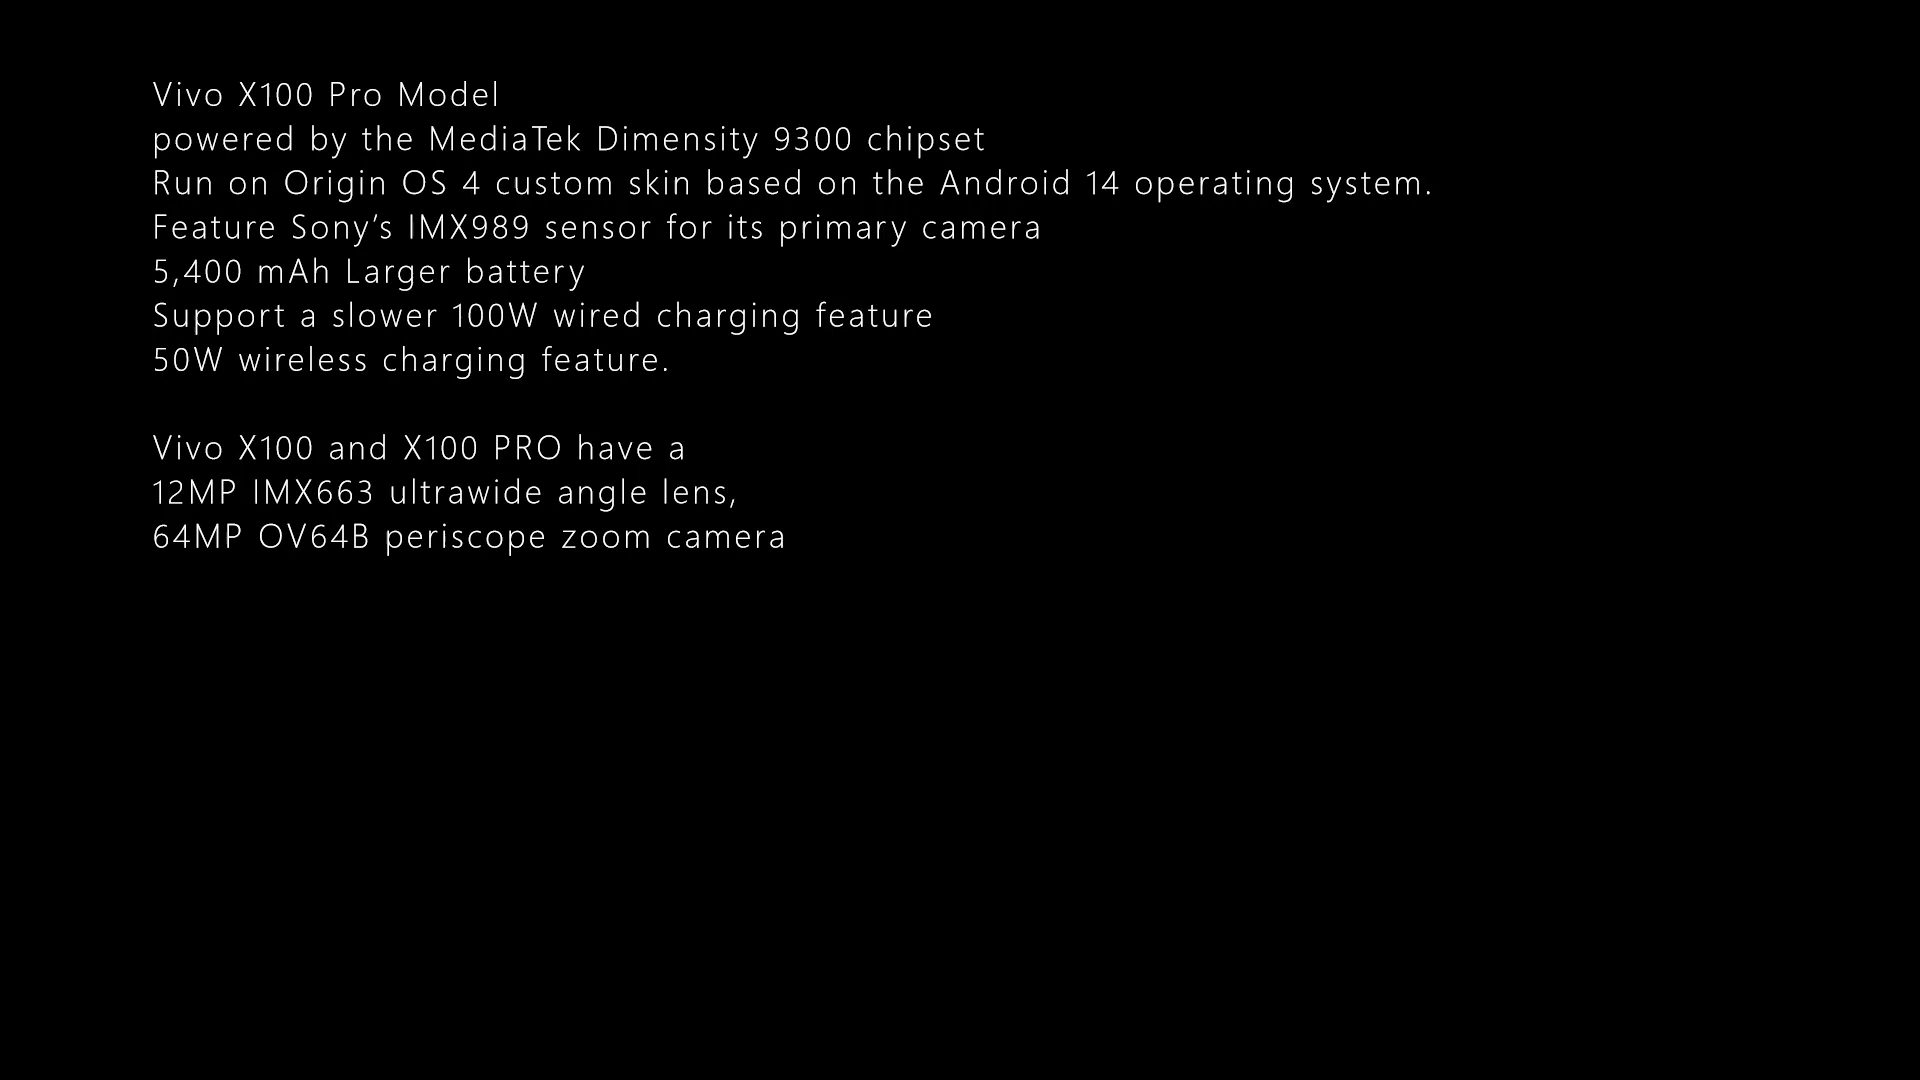 Vivo X100 Pro Model
powered by the MediaTek Dimensity 9300 chipset
Run on Origin OS 4 custom skin based on the Android 14 operating system.
Feature Sony’s IMX989 sensor for its primary camera
5,400 mAh Larger battery
Support a slower 100W wired charging feature
50W wireless charging feature.
Vivo X100 and X100 PRO have a
12MP IMX663 ultrawide angle lens,
64MP OV64B periscope zoom camera